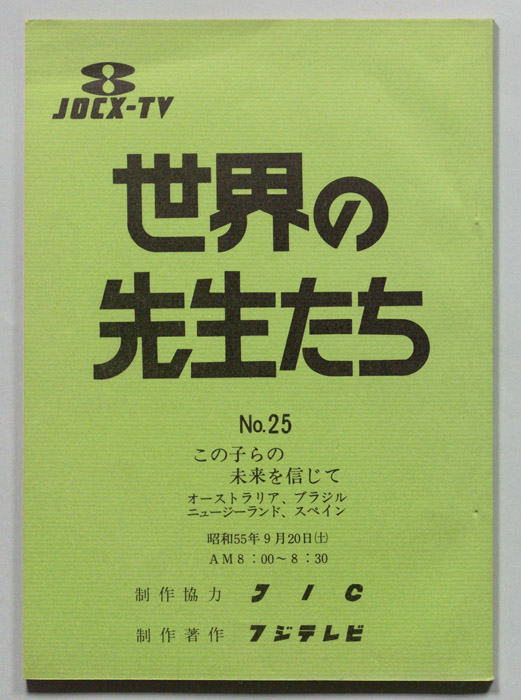 JOCX-TV
世界の
先生たち
No.25
この子らの
未来を信じて
オーストラリア、ブラジル
ニュージーランド、スペイン
昭和55年9月20日(土)
AM8:00〜8:30
制作協力 JIC
制作著作 フジテレビ